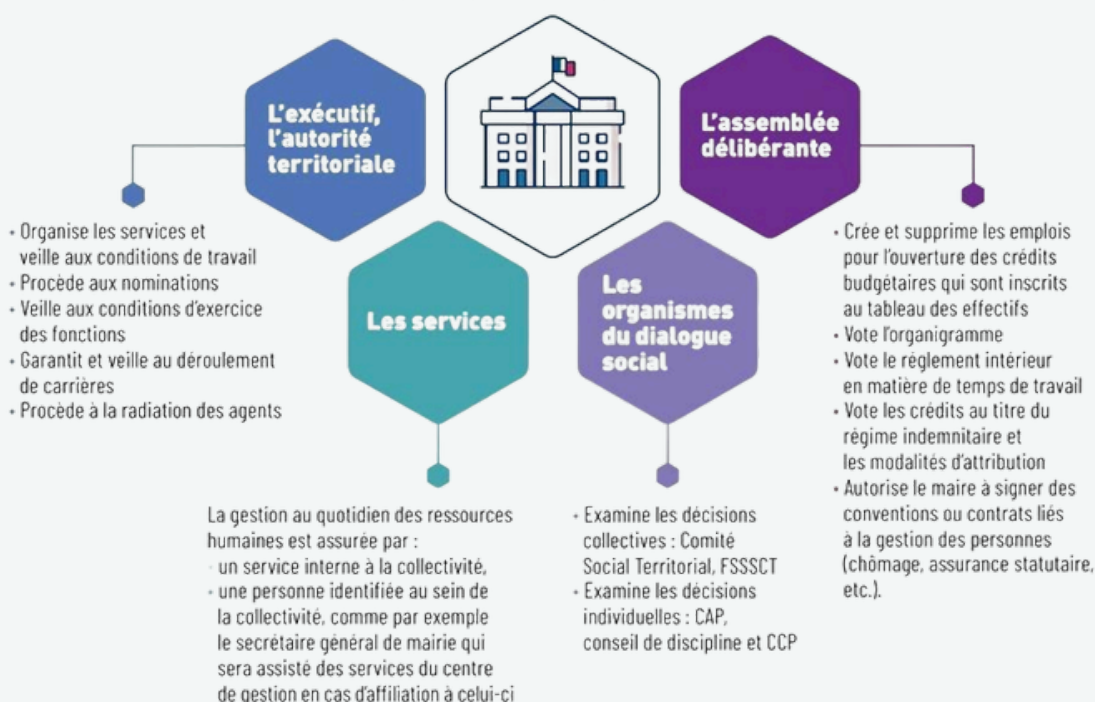 L'exécutif,
l'autorité
territoriale
• Organise les services et
veille aux conditions de travail
• Procède aux nominations
• Veille aux conditions d'exercice
des fonctions
• Garantit et veille au déroulement
de carrières
• Procède à la radiation des agents
Les services
La gestion au quotidien des ressources
humaines est assurée par :
• un service interne à la collectivité,
• une personne identifiée au sein de
la collectivité, comme par exemple
le secrétaire général de mairie qui
sera assisté des services du centre
de gestion en cas d'affiliation à celui-ci
Les
organismes
du dialogue
social
• Examine les décisions
collectives : Comité
Social Territorial, FSSSCT
• Examine les décisions
individuelles : CAP,
conseil de discipline et CCP
L'assemblée
délibérante
• Crée et supprime les emplois
pour l'ouverture des crédits
budgétaires qui sont inscrits
au tableau des effectifs
• Vote l'organigramme
• Vote le réglement intérieur
en matière de temps de travail
• Vote les crédits au titre du
régime indemnitaire et
les modalités d'attribution
• Autorise le maire à signer des
conventions ou contrats liés
à la gestion des personnes
(chômage, assurance statutaire,
etc.).